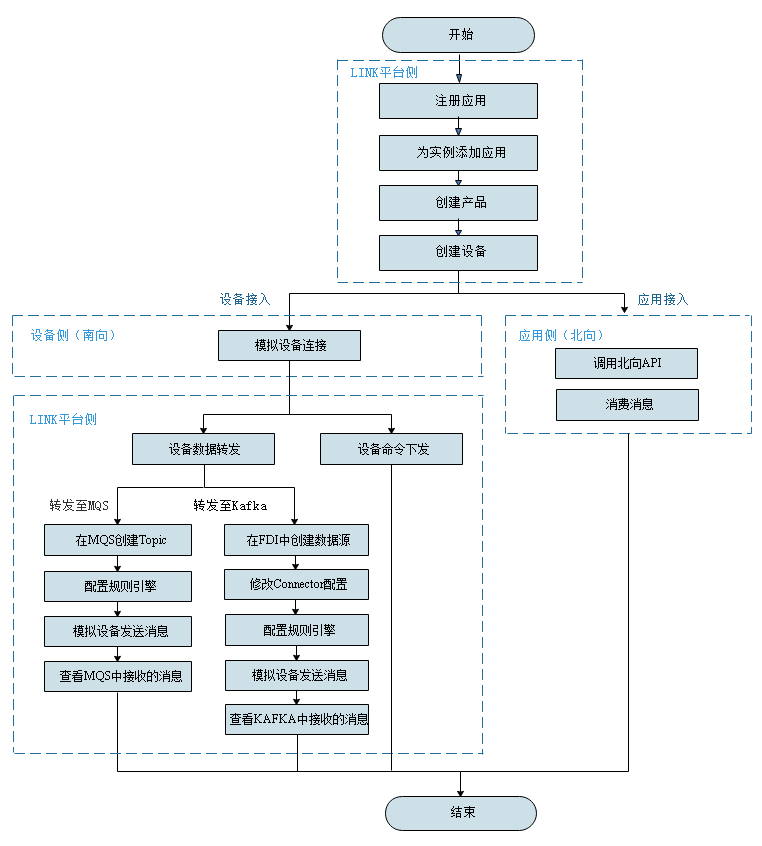 开始
LINK平台侧
注册应用
为实例添加应用
创建产品
创建设备
设备接入
应用接入
设备侧（南向）
模拟设备连接
应用侧（北向）
调用北向API
消费消息
LINK平台侧
设备数据转发
设备命令下发
转发至MQS
转发至Kafka
在MQS创建Topic
配置规则引擎
模拟设备发送消息
查看MQS中接收的消息
在FDI中创建数据源
修改Connector配置
配置规则引擎
模拟设备发送消息
查看KAFKA中接收的消息
结束